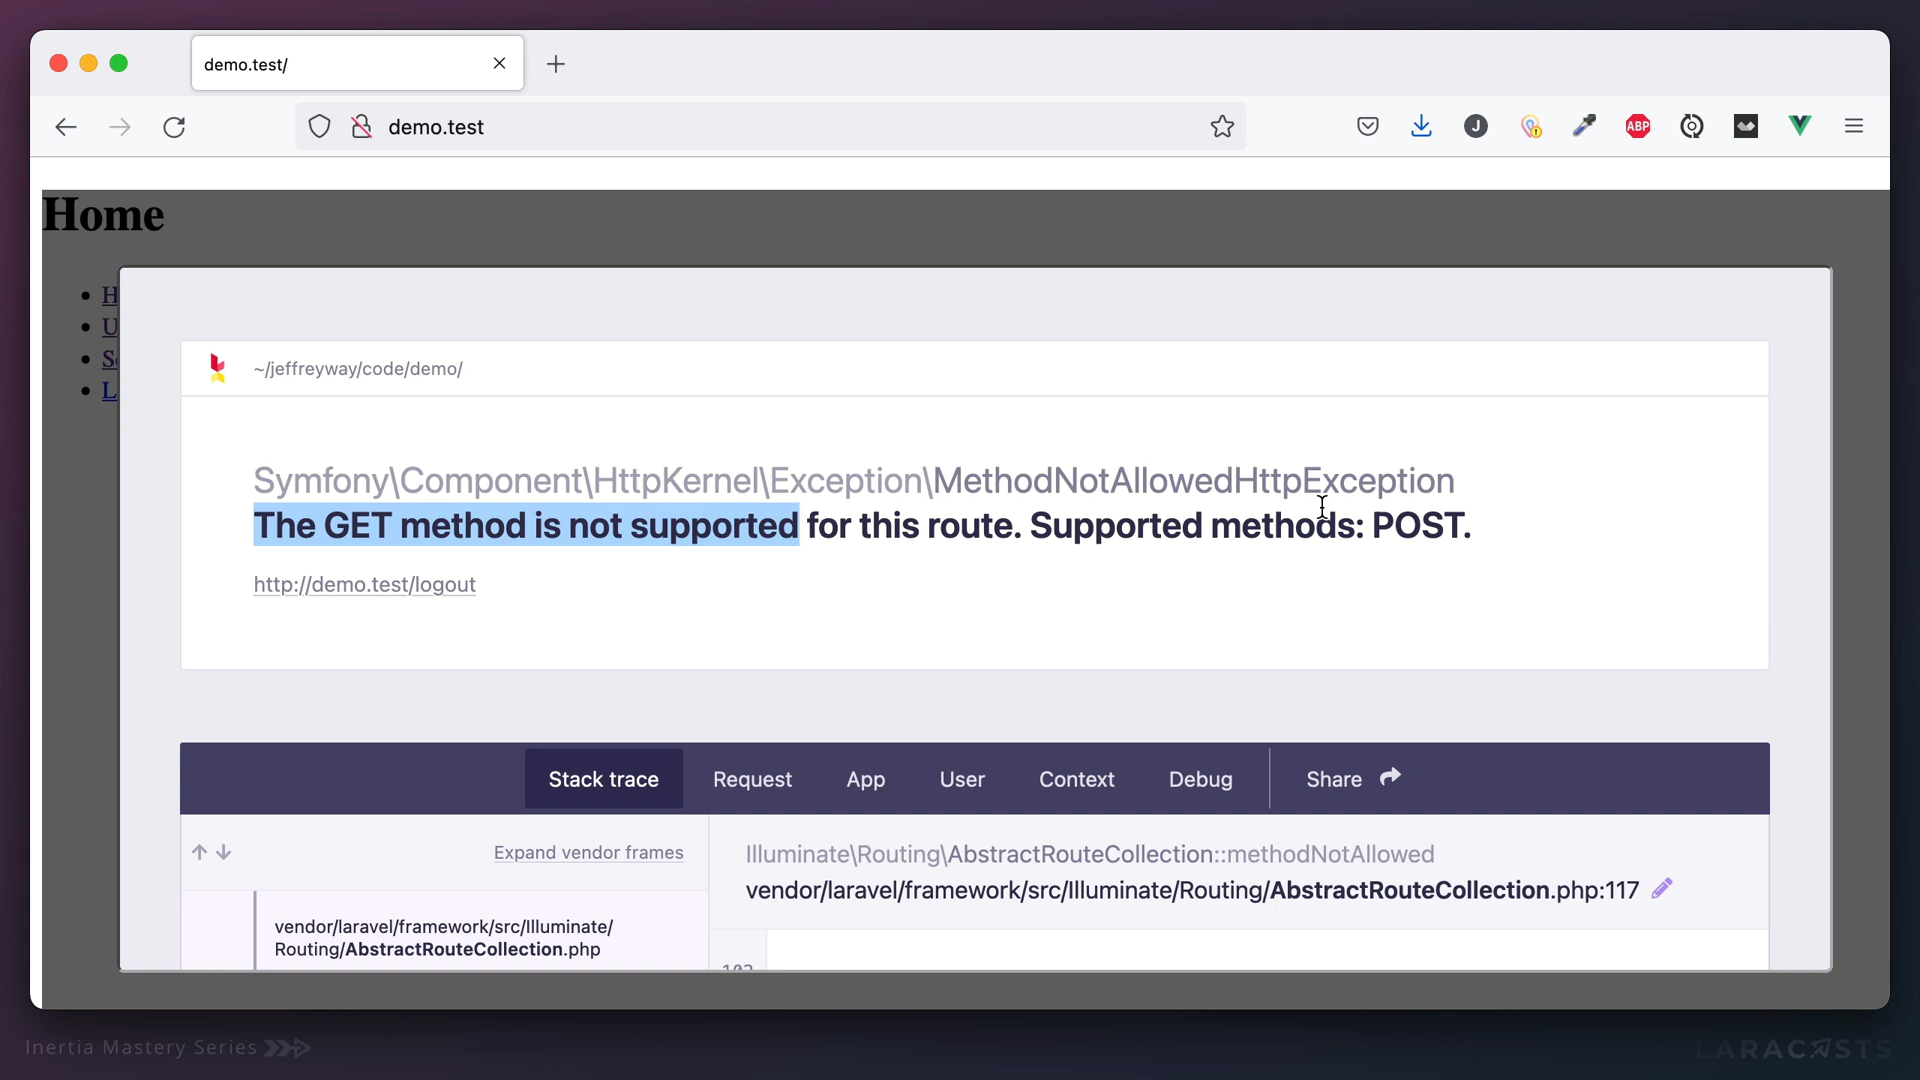 demo.test/
demo.test
J
ABP
Home
H
U
S
L
~/jeffreyway/code/demo/
Symfony\Component\HttpKernel\Exception\MethodNotAllowedHttpException
The GET method is not supported for this route. Supported methods: POST.
http://demo.test/logout
Stack trace
Request
App
User
Context
Debug
Share
Expand vendor frames
Illuminate\Routing\AbstractRouteCollection::methodNotAllowed
vendor/laravel/framework/src/Illuminate/Routing/AbstractRouteCollection.php:117
vendor/laravel/framework/src/Illuminate/
Routing/AbstractRouteCollection.php
Inertia Mastery Series
LARACASTS